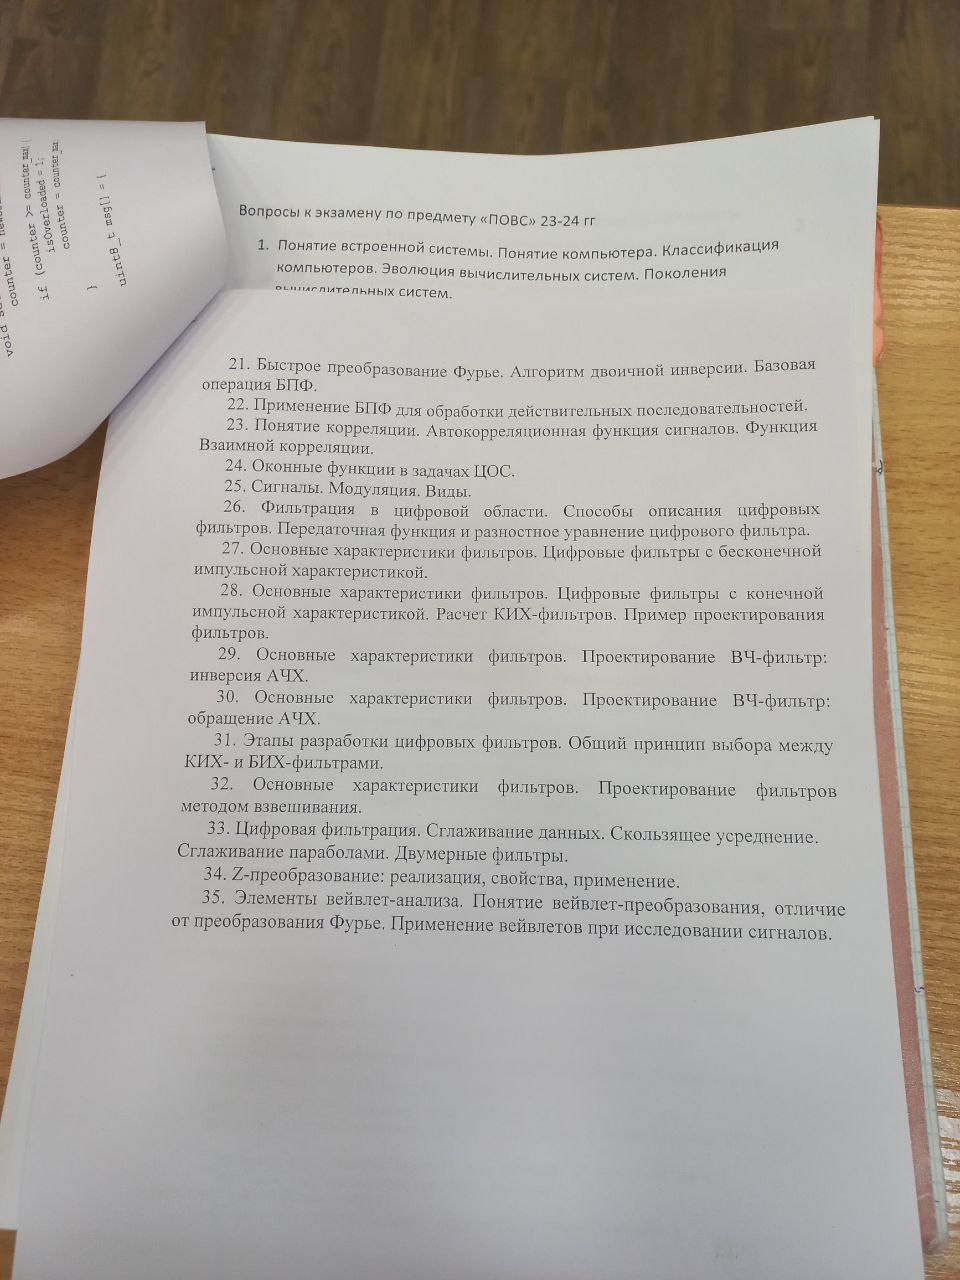 void
counter =
if (counter >= counter_max)
isOverloaded = 1;
counter = counter_max
}
uint8_t msg[] = {
Вопросы к экзамену по предмету «ПОВС» 23-24 гг
1. Понятие встроенной системы. Понятие компьютера. Классификация
компьютеров. Эволюция вычислительных систем. Поколения
вычислительных систем.
21. Быстрое преобразование Фурье. Алгоритм двоичной инверсии. Базовая
операция БПФ.
22. Применение БПФ для обработки действительных последовательностей.
23. Понятие корреляции. Автокорреляционная функция сигналов. Функция
Взаимной корреляции.
24. Оконные функции в задачах ЦОС.
25. Сигналы. Модуляция. Виды.
26. Фильтрация в цифровой области. Способы описания цифровых
фильтров. Передаточная функция и разностное уравнение цифрового фильтра.
27. Основные характеристики фильтров. Цифровые фильтры с бесконечной
импульсной характеристикой.
28. Основные характеристики фильтров. Цифровые фильтры с конечной
импульсной характеристикой. Расчет КИХ-фильтров. Пример проектирования
фильтров.
29. Основные характеристики фильтров. Проектирование ВЧ-фильтр:
инверсия АЧХ.
30. Основные характеристики фильтров. Проектирование ВЧ-фильтр:
обращение АЧХ.
31. Этапы разработки цифровых фильтров. Общий принцип выбора между
КИХ- и БИХ-фильтрами.
32. Основные характеристики фильтров. Проектирование фильтров
методом взвешивания.
33. Цифровая фильтрация. Сглаживание данных. Скользящее усреднение.
Сглаживание параболами. Двумерные фильтры.
34. Z-преобразование: реализация, свойства, применение.
35. Элементы вейвлет-анализа. Понятие вейвлет-преобразования, отличие
от преобразования Фурье. Применение вейвлетов при исследовании сигналов.